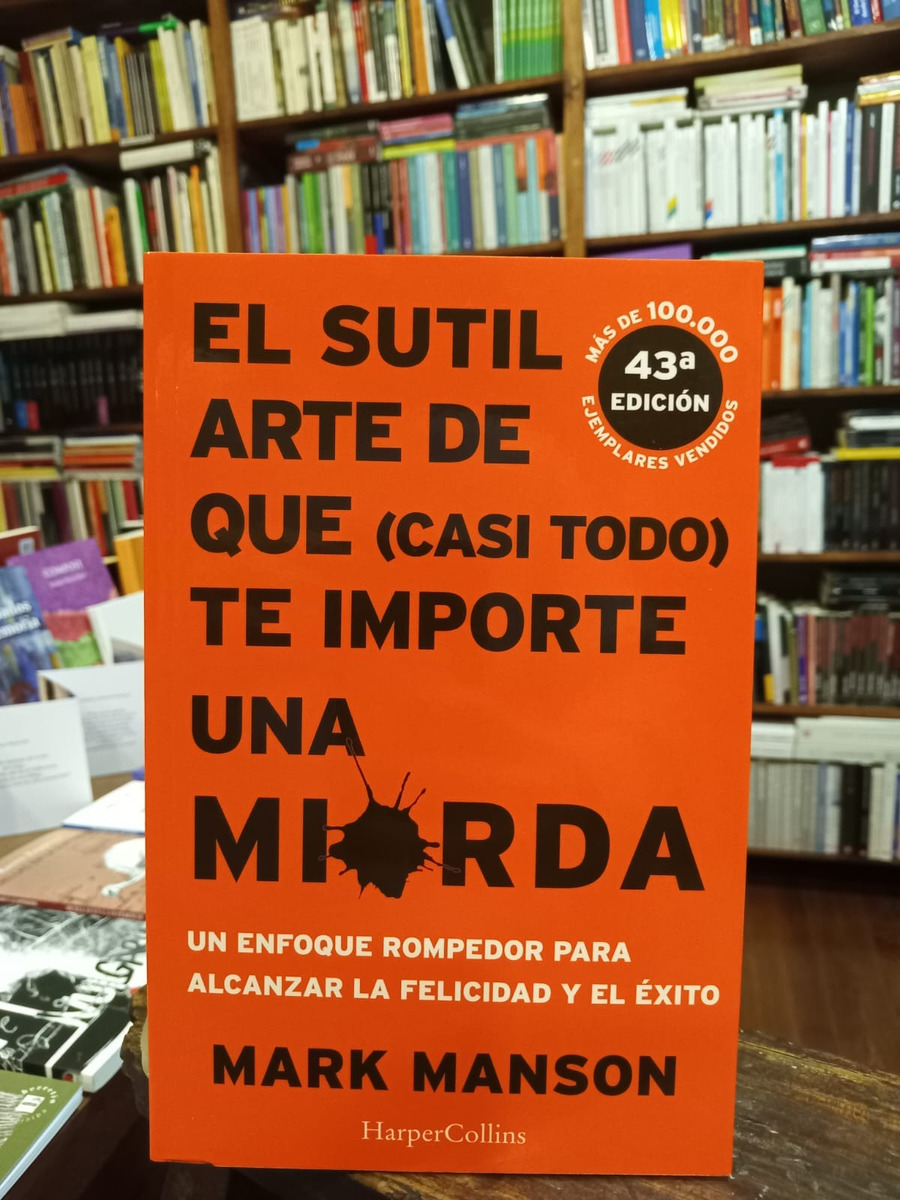 EL SUTIL
ARTE DE
QUE (CASI TODO)
TE IMPORTE
UNA
MI RDA
MÁS DE 100.000
43ª
EDICIÓN
EJEMPLARES VENDIDOS
UN ENFOQUE ROMPEDOR PARA
ALCANZAR LA FELICIDAD Y EL ÉXITO
MARK MANSON
HarperCollins